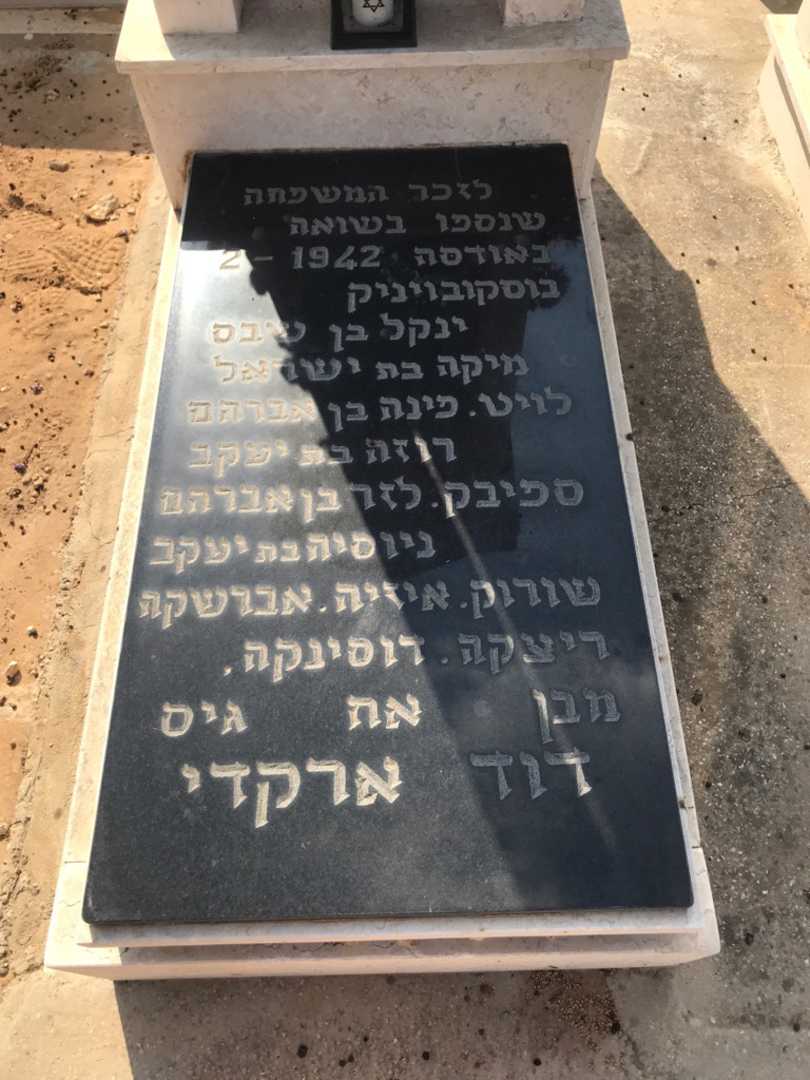 לזכר המשפחה
שנספו בשואה
באודסה 1942 - 2
בוסקובויניק
ינקל בן שבס
מיקה בת ישראל
לויט. פינה בן אברהם
רוזה בת יעקב
ספיבק. לזר בן אברהם
ניוסיה בת יעקב
שורוק. איזיה. אברשקה
ריצקה. דוסינקה.
מבן אח גיס
דוד ארקדי